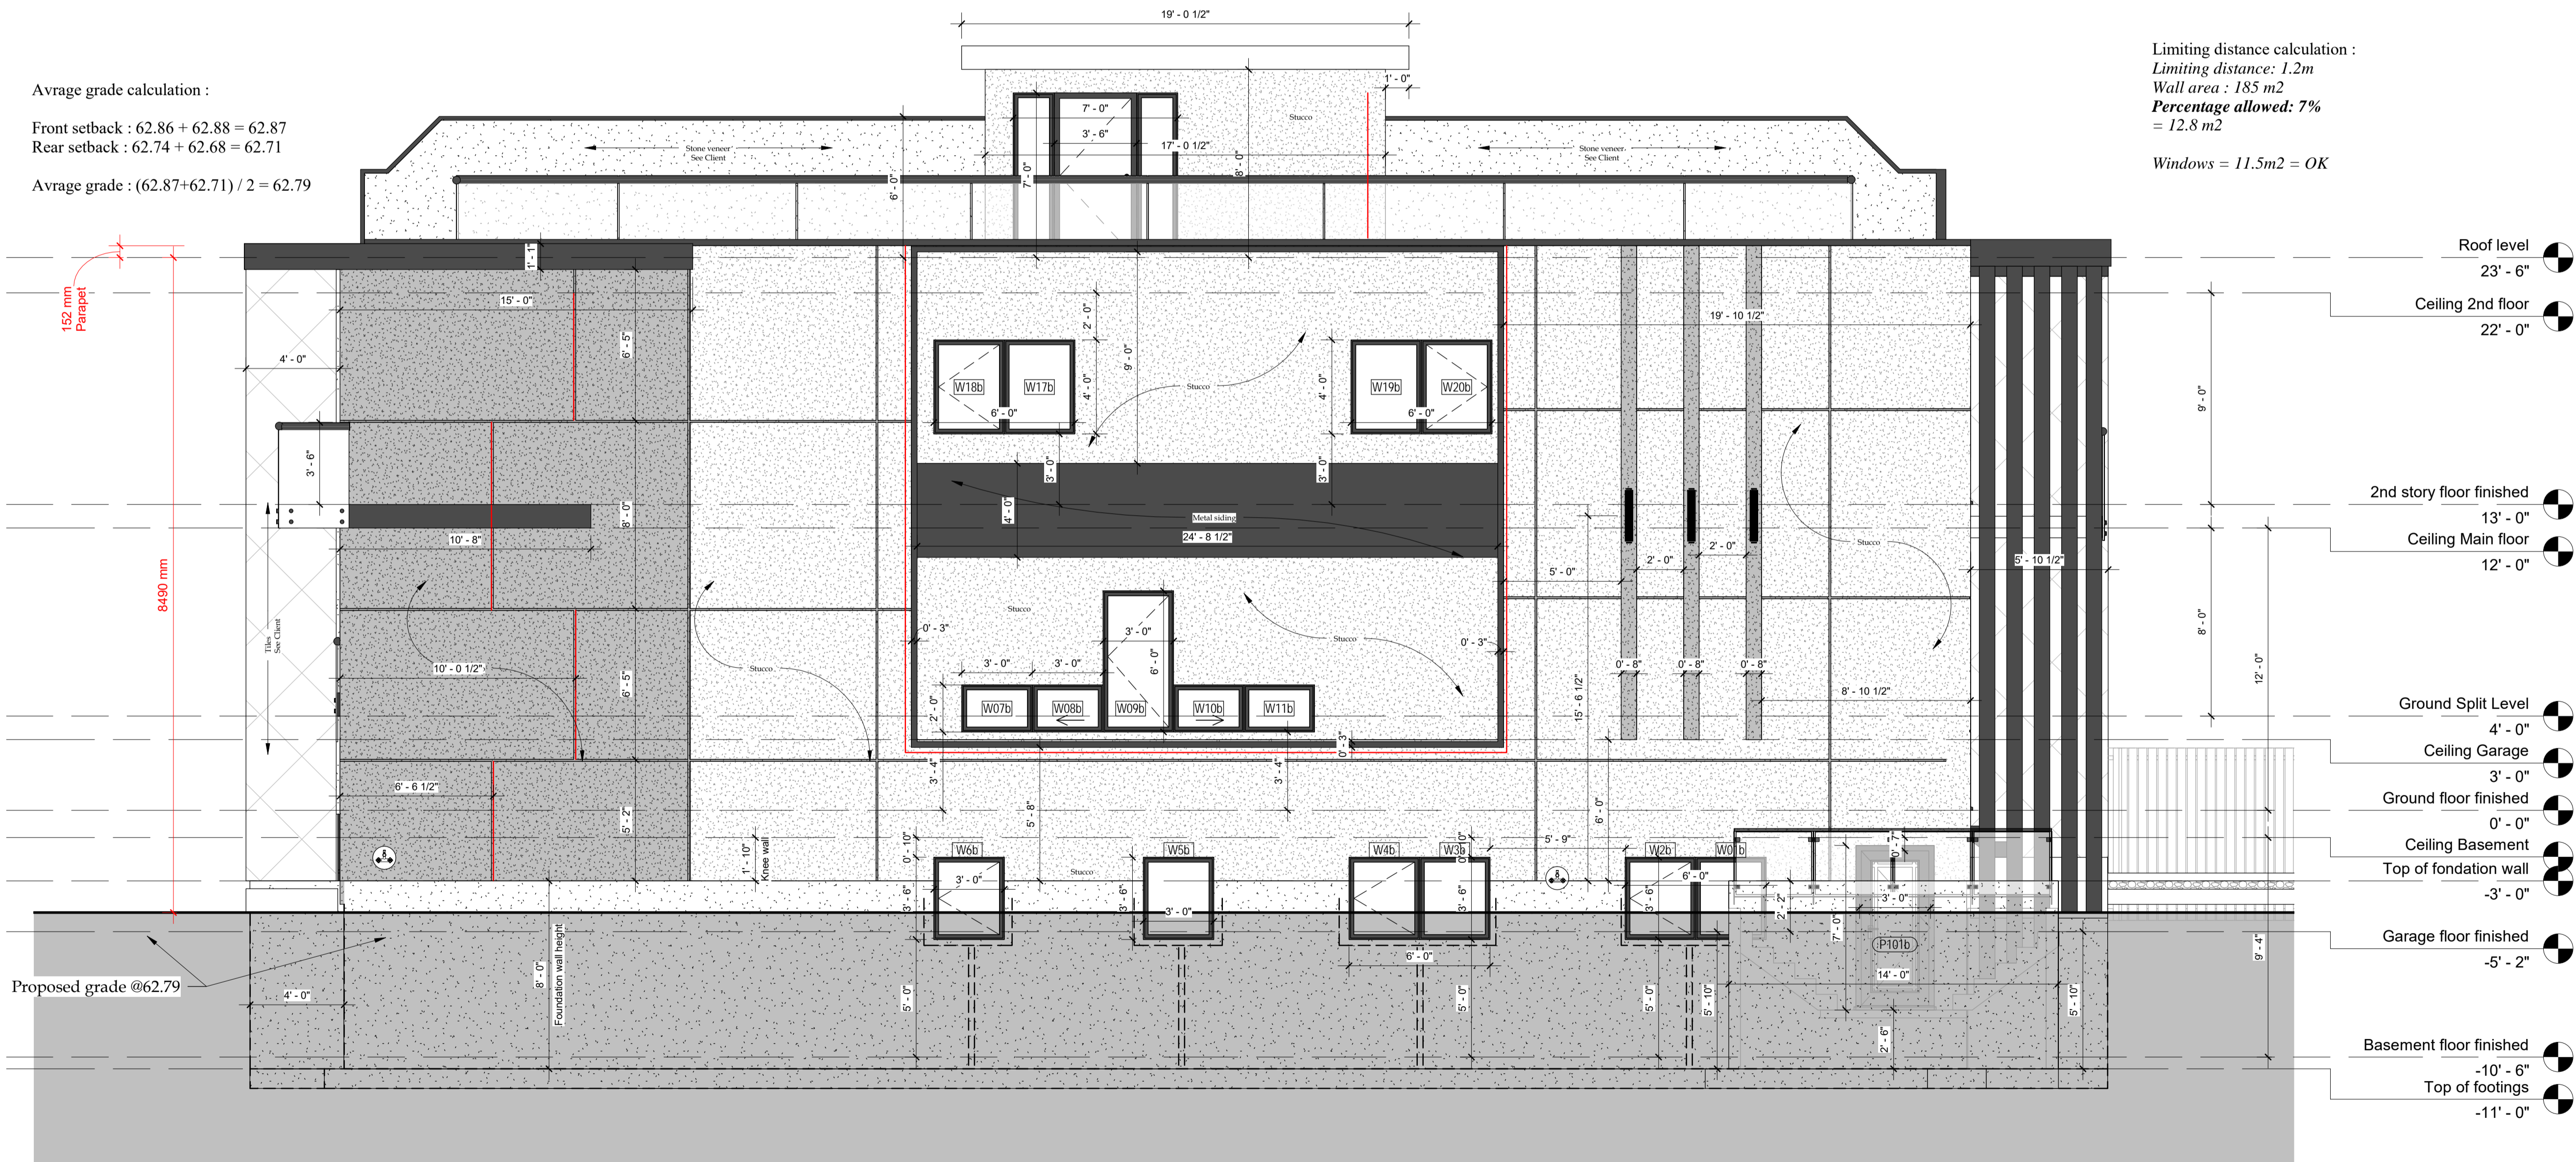 19' - 0 1/2"
Avrage grade calculation :
Front setback : 62.86 + 62.88 = 62.87
Rear setback : 62.74 + 62.68 = 62.71
Avrage grade : (62.87+62.71) / 2 = 62.79
Limiting distance calculation :
Limiting distance: 1.2m
Wall area : 185 m2
Percentage allowed: 7%
= 12.8 m2
Windows = 11.5m2 = OK
1' - 0"
7' - 0"
3' - 6"
Stucco
17' - 0 1/2"
Stone veneer
See Client
Stone veneer
See Client
6' - 0"
7' - 0"
8' - 0"
152 mm
Parapet
1' - 1"
15' - 0"
4' - 0"
6' - 5"
9' - 0"
2' - 0"
4' - 0"
4' - 0"
W18b
W17b
Stucco
W19b
W20b
6' - 0"
6' - 0"
19' - 10 1/2"
3' - 6"
3' - 0"
3' - 0"
4' - 0"
Metal siding
24' - 8 1/2"
10' - 8"
8' - 0"
8490 mm
Tiles
See Client
10' - 0 1/2"
Stucco
6' - 5"
Stucco
Stucco
Stucco
0' - 3"
0' - 3"
3' - 0"
6' - 0"
3' - 0"
3' - 0"
2' - 0"
W07b
W08b
W09b
W10b
W11b
0' - 3"
3' - 4"
3' - 4"
5' - 8"
5' - 0"
2' - 0"
2' - 0"
5' - 10 1/2"
0' - 8"
0' - 8"
0' - 8"
8' - 10 1/2"
15' - 6 1/2"
6' - 0"
9' - 0"
8' - 0"
12' - 0"
6' - 6 1/2"
5' - 2"
1' - 10"
Knee wall
0' - 10"
0' - 10"
5' - 9"
0' - 7"
W6b
W5b
W4b
W3b
W2b
W01b
Stucco
3' - 0"
3' - 0"
6' - 0"
3' - 0"
3' - 6"
3' - 6"
3' - 6"
3' - 6"
2' - 2"
7' - 0"
P101b
6' - 0"
14' - 0"
Proposed grade @62.79
4' - 0"
8' - 0"
Foundation wall height
5' - 0"
5' - 0"
5' - 0"
5' - 10"
2' - 6"
5' - 10"
9' - 4"
Roof level
23' - 6"
Ceiling 2nd floor
22' - 0"
2nd story floor finished
13' - 0"
Ceiling Main floor
12' - 0"
Ground Split Level
4' - 0"
Ceiling Garage
3' - 0"
Ground floor finished
0' - 0"
Ceiling Basement
Top of fondation wall
-3' - 0"
Garage floor finished
-5' - 2"
Basement floor finished
-10' - 6"
Top of footings
-11' - 0"